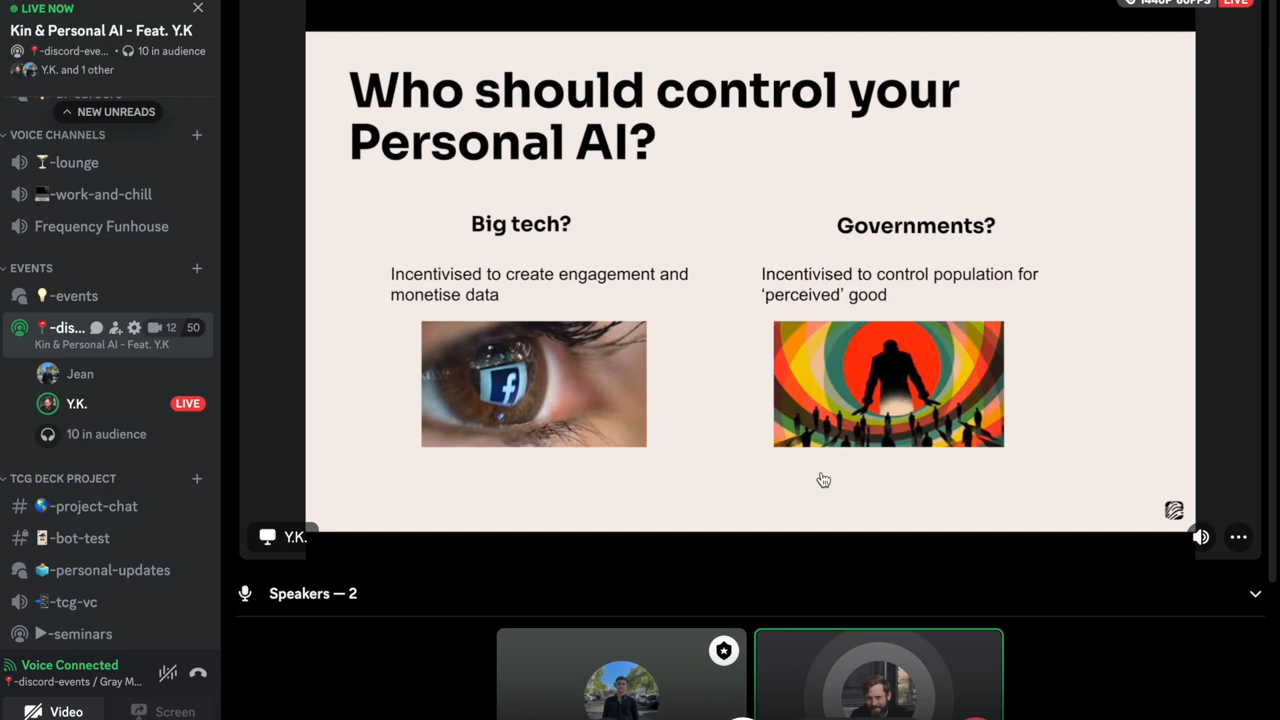 LIVE NOW
Kin & Personal AI - Feat. Y.K
-discord-eve... • 10 in audience
Y.K. and 1 other
NEW UNREADS
VOICE CHANNELS
-lounge
-work-and-chill
Frequency Funhouse
EVENTS
-events
-dis... 12 50
Kin & Personal AI - Feat. Y.K
Jean
Y.K. LIVE
10 in audience
TCG DECK PROJECT
-project-chat
-bot-test
-personal-updates
-tcg-vc
-seminars
Voice Connected
-discord-events / Gray M...
Video
Screen
1440P 60FPS LIVE
Who should control your
Personal AI?
Big tech?
Incentivised to create engagement and
monetise data
Governments?
Incentivised to control population for
‘perceived’ good
Y.K.
Speakers — 2